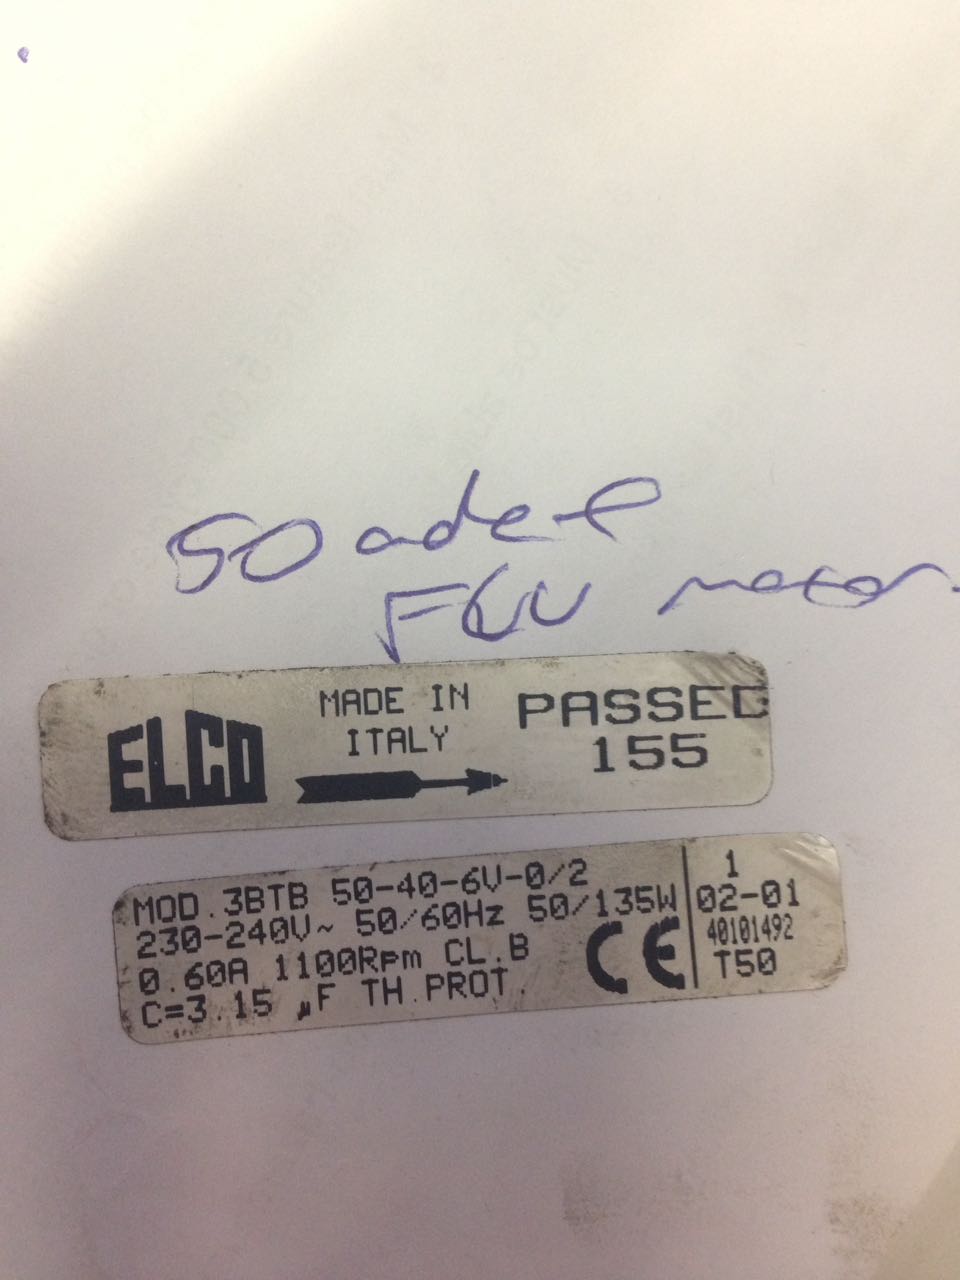 50 adet
FCU motor.
ELCO
MADE IN
ITALY
PASSED
155
MOD.3BTB 50-40-6V-0/2
230-240V~ 50/60Hz 50/135W
0.60A 1100Rpm CL.B
C=3.15 µF TH.PROT.
CE
1
02-01
40101492
T50